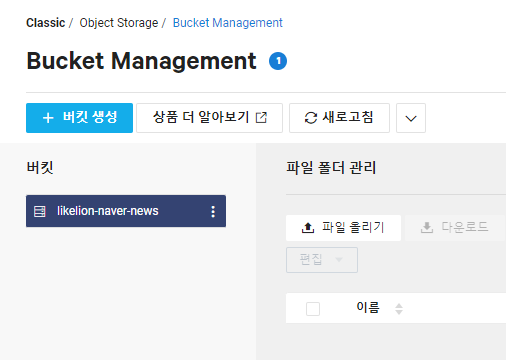 Classic / Object Storage / Bucket Management
Bucket Management 1
+ 버킷 생성 상품 더 알아보기 새로고침
버킷 파일 폴더 관리
likelion-naver-news
파일 올리기 다운로드
편집
이름